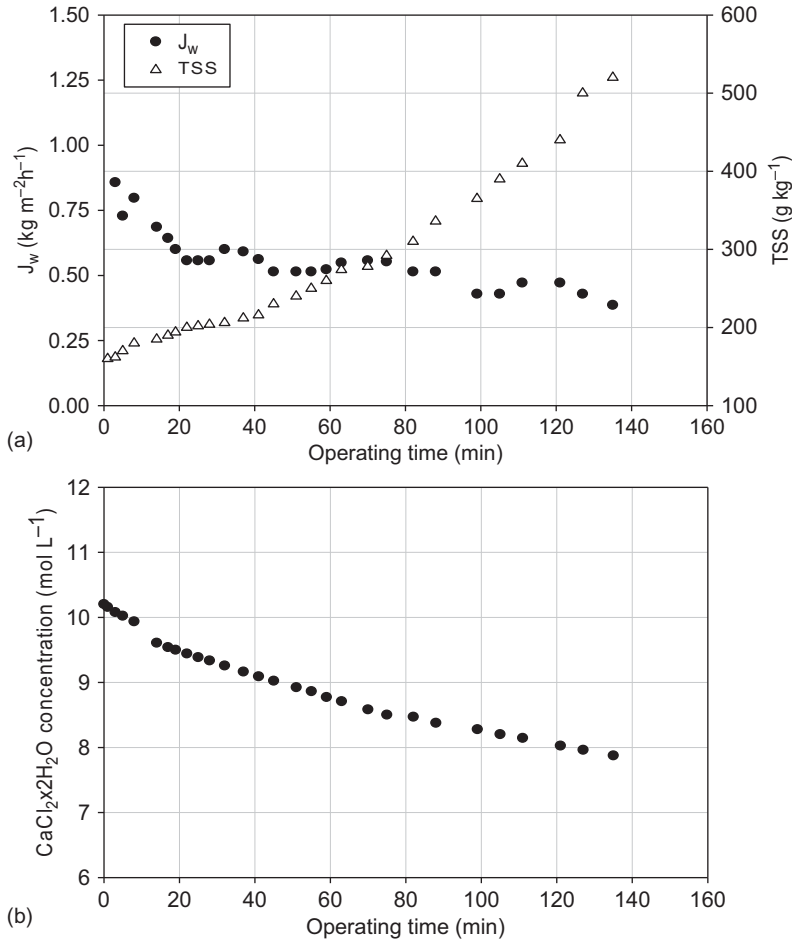 1.50
1.25
1.00
0.75
0.50
0.25
0.00
J_w (kg m⁻²h⁻¹)
J_w
TSS
600
500
400
300
200
100
TSS (g kg⁻¹)
0 20 40 60 80 100 120 140 160
Operating time (min)
(a)
12
11
10
9
8
7
6
CaCl₂x2H₂O concentration (mol L⁻¹)
0 20 40 60 80 100 120 140 160
Operating time (min)
(b)